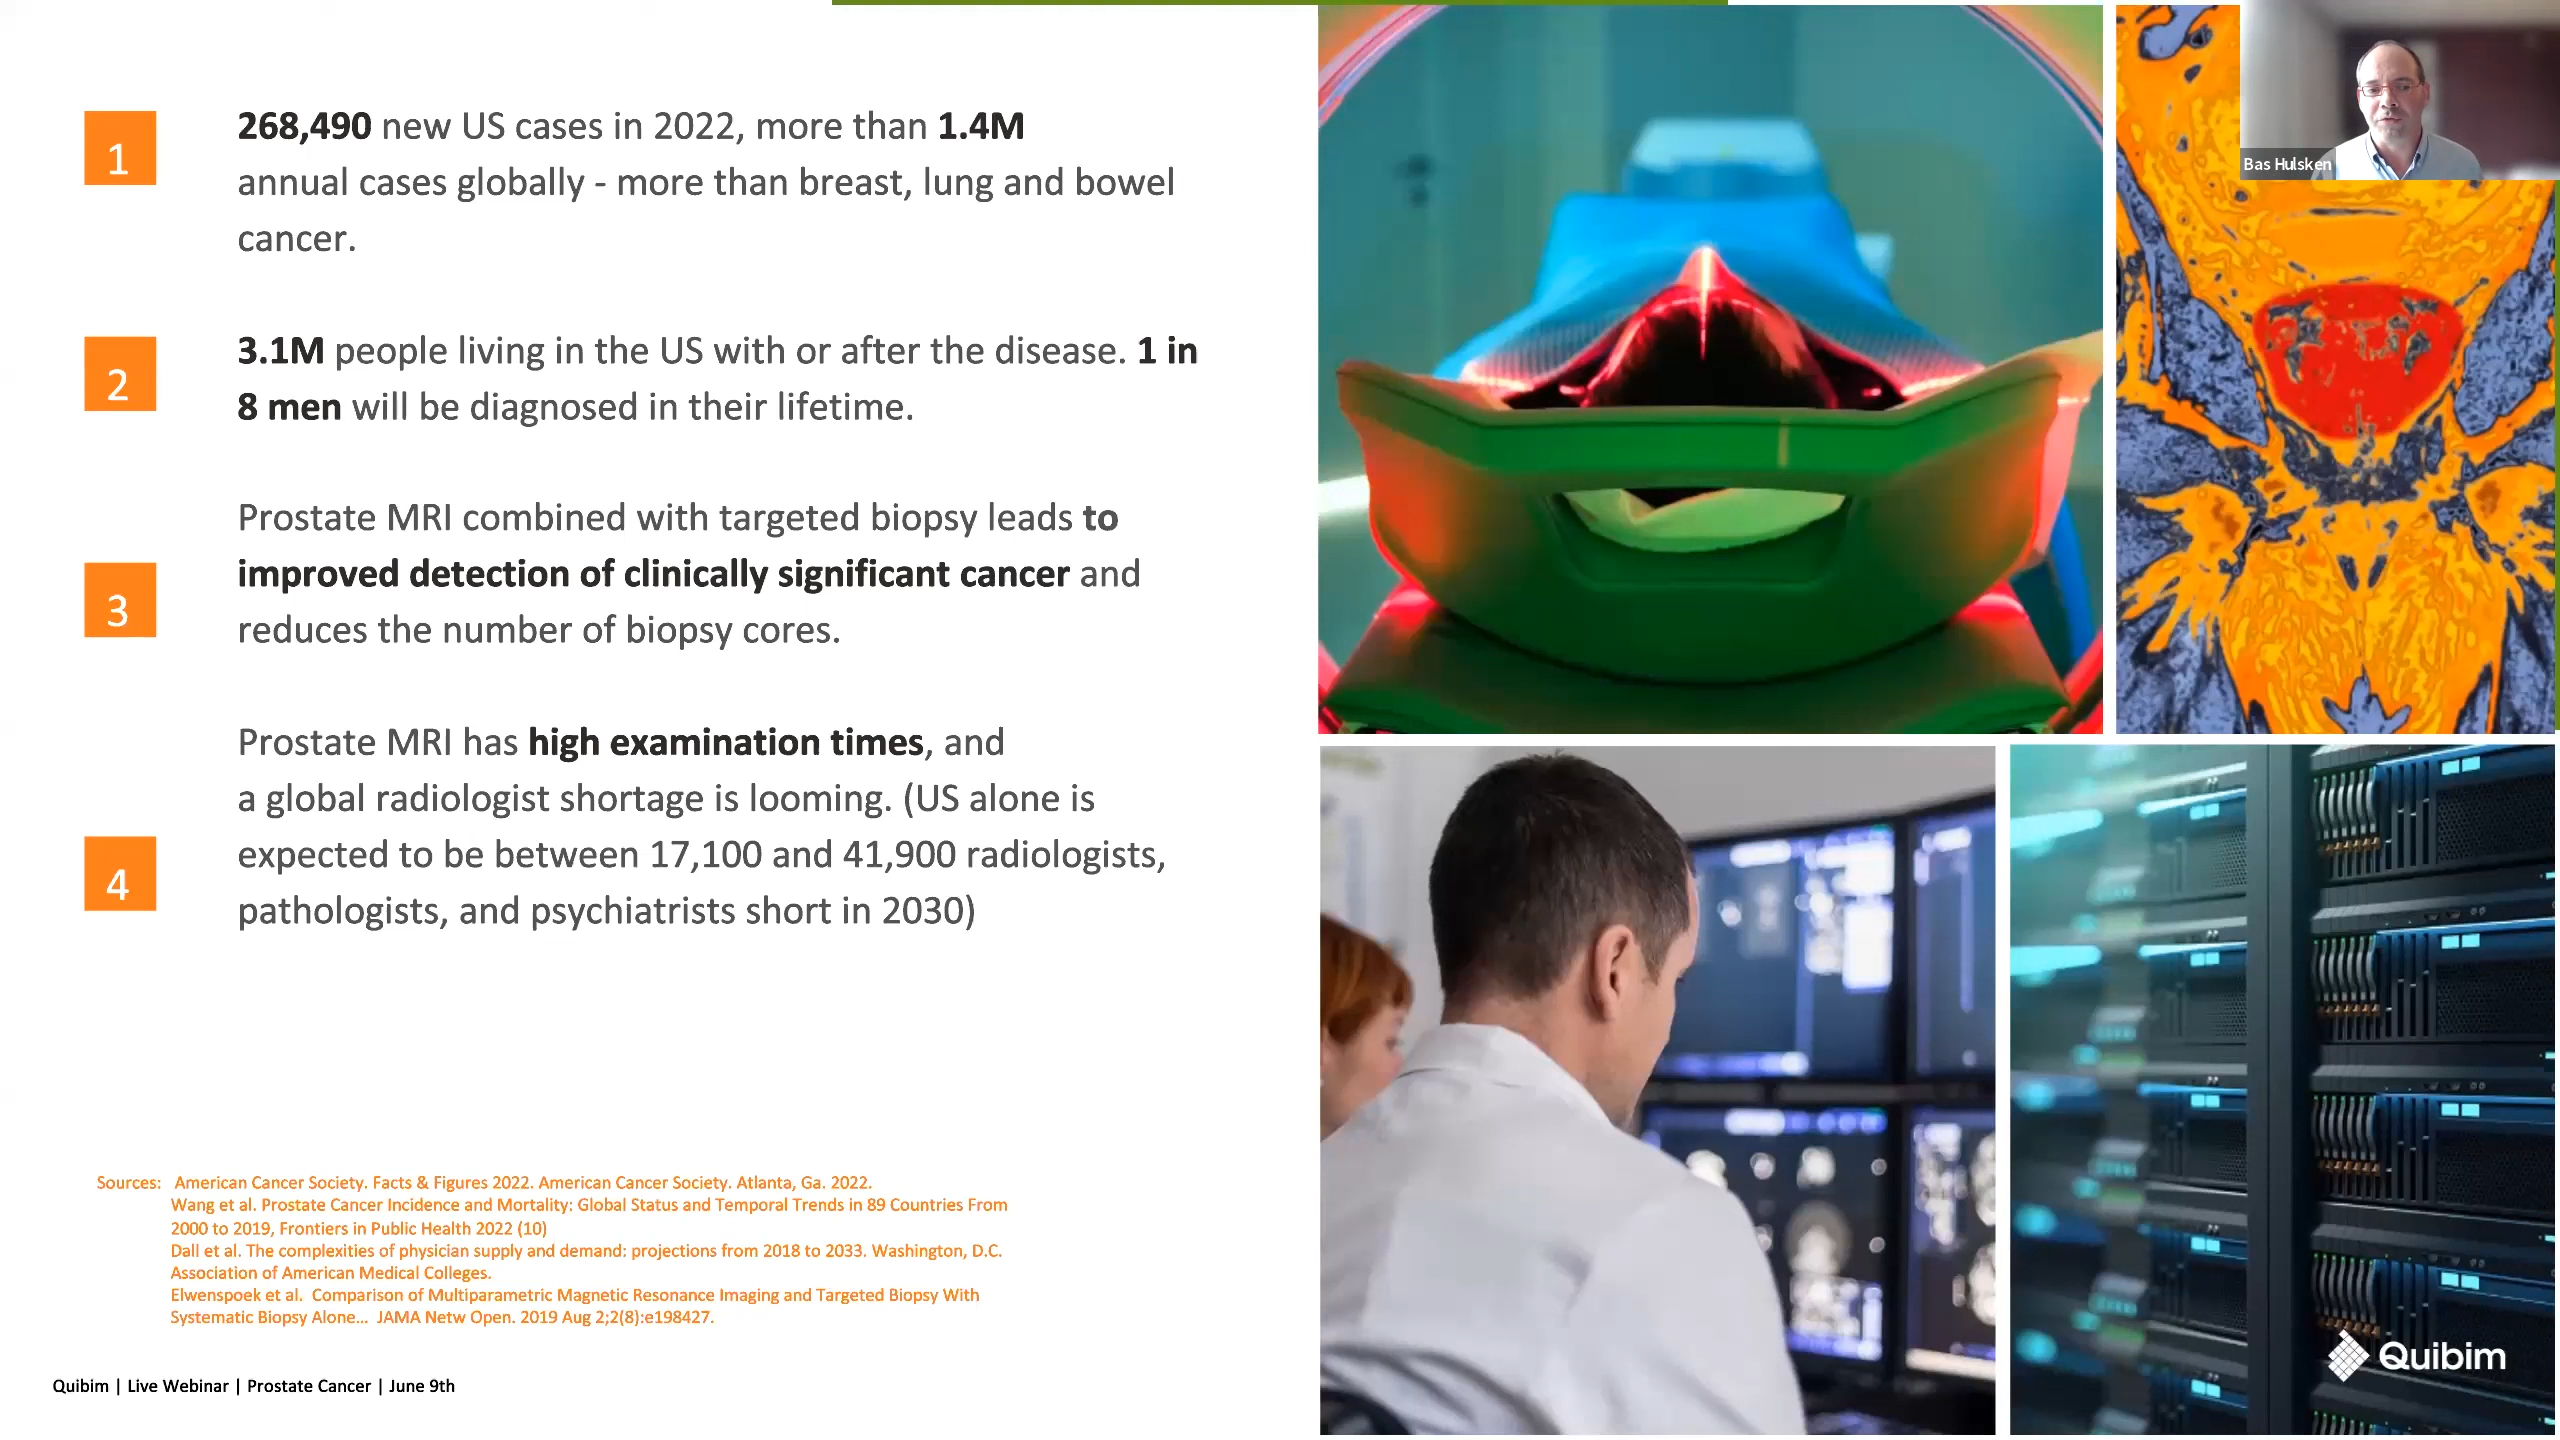 1
268,490 new US cases in 2022, more than 1.4M
annual cases globally - more than breast, lung and bowel
cancer.
2
3.1M people living in the US with or after the disease. 1 in
8 men will be diagnosed in their lifetime.
3
Prostate MRI combined with targeted biopsy leads to
improved detection of clinically significant cancer and
reduces the number of biopsy cores.
4
Prostate MRI has high examination times, and
a global radiologist shortage is looming. (US alone is
expected to be between 17,100 and 41,900 radiologists,
pathologists, and psychiatrists short in 2030)
Sources: American Cancer Society. Facts & Figures 2022. American Cancer Society. Atlanta, Ga. 2022.
Wang et al. Prostate Cancer Incidence and Mortality: Global Status and Temporal Trends in 89 Countries From
2000 to 2019, Frontiers in Public Health 2022 (10)
Dall et al. The complexities of physician supply and demand: projections from 2018 to 2033. Washington, D.C.
Association of American Medical Colleges.
Elwenspoek et al. Comparison of Multiparametric Magnetic Resonance Imaging and Targeted Biopsy With
Systematic Biopsy Alone... JAMA Netw Open. 2019 Aug 2;2(8):e198427.
Quibim | Live Webinar | Prostate Cancer | June 9th
Bas Hulsken
Quibim